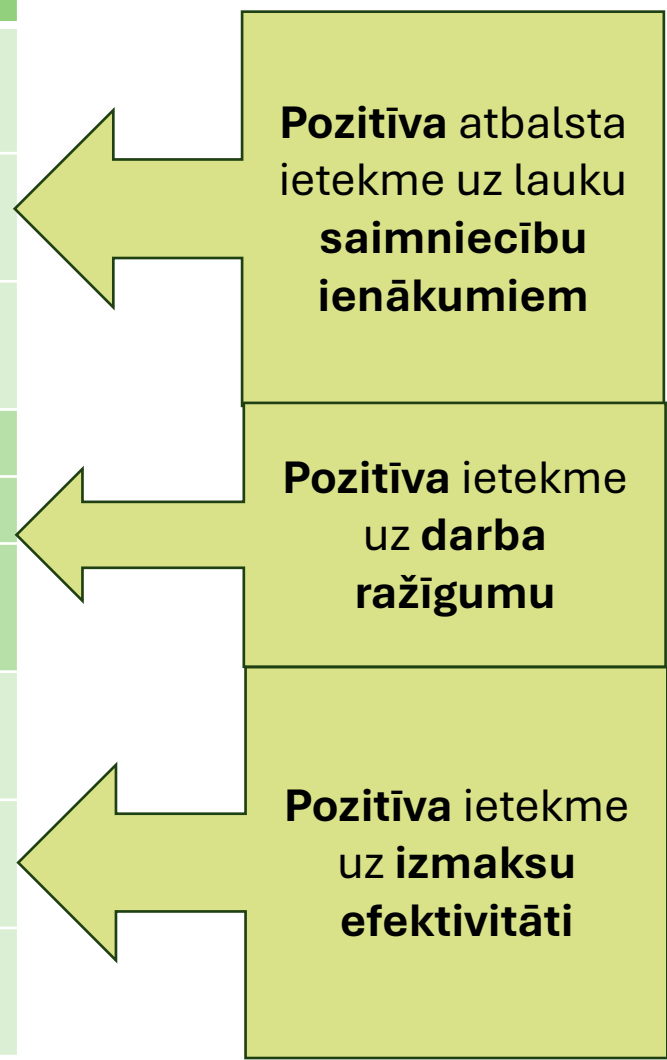 Pozitīva atbalsta
ietekme uz lauku
saimniecību
ienākumiem
Pozitīva ietekme
uz darba
ražīgumu
Pozitīva ietekme
uz izmaksu
efektivitāti